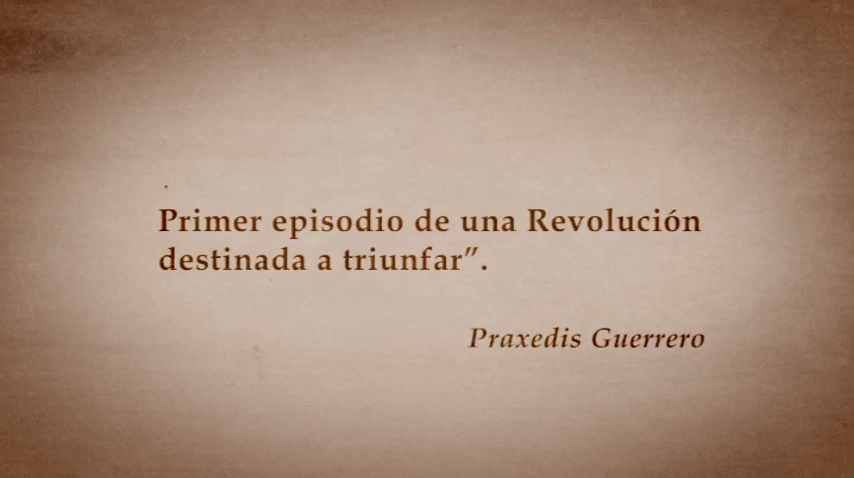 Primer episodio de una Revolución
destinada a triunfar”.
Praxedis Guerrero